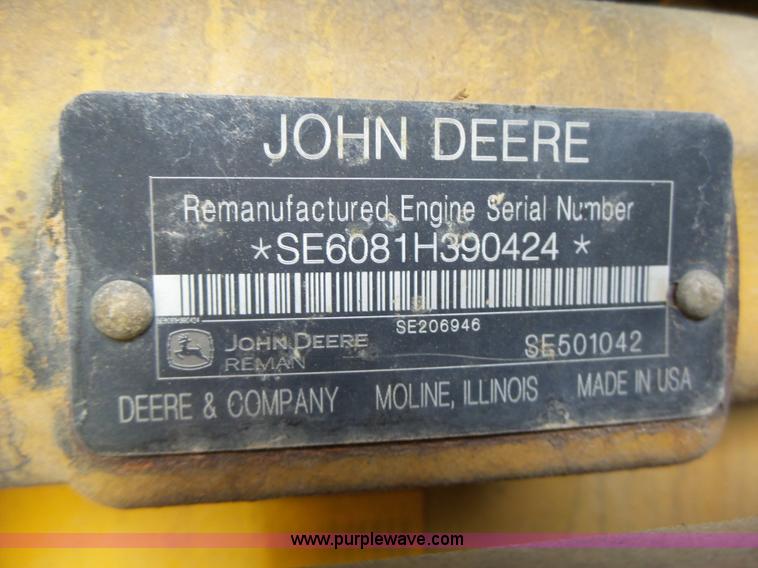 JOHN DEERE
Remanufactured Engine Serial Number
*SE6081H390424*
SE206946
JOHN DEERE
REMAN
SE501042
DEERE & COMPANY MOLINE, ILLINOIS MADE IN USA
www.purplewave.com